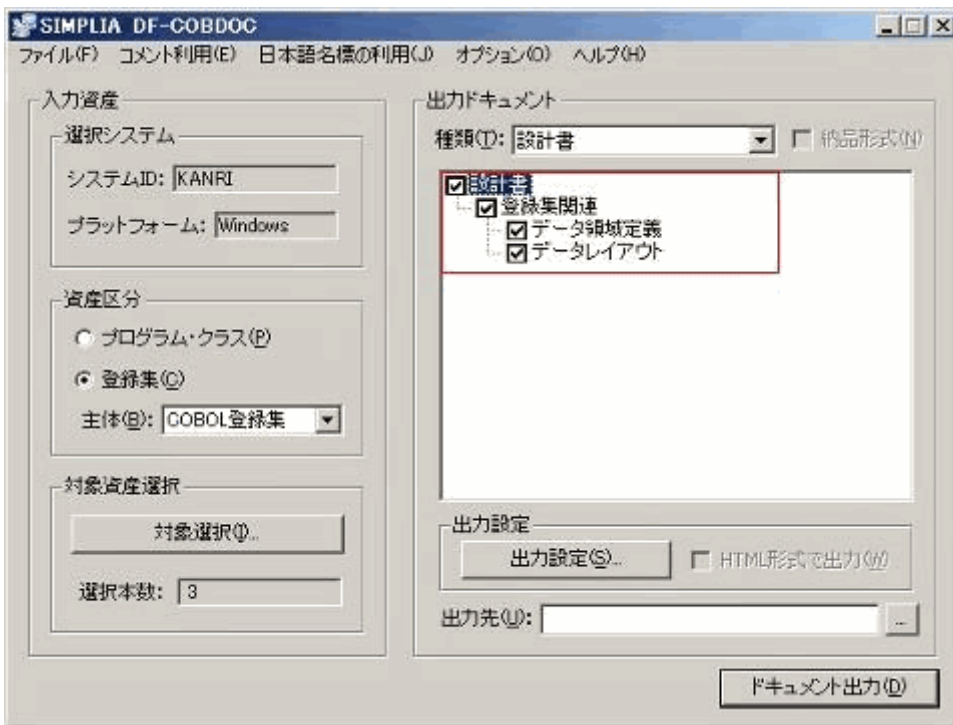 SIMPLIA DF-COBDOC
ファイル(F) コメント利用(E) 日本語名標の利用(J) オプション(O) ヘルプ(H)
入力資産
選択システム
システムID: KANRI
プラットフォーム: Windows
資産区分
プログラム・クラス(P)
登録集(C)
主体(B): COBOL登録集
対象資産選択
対象選択(I)...
選択本数: 3
出力ドキュメント
種類(T): 設計書
納品形式(N)
設計書
登録集関連
データ領域定義
データレイアウト
出力設定
出力設定(S)...
HTML形式で出力(W)
出力先(U):
...
ドキュメント出力(D)